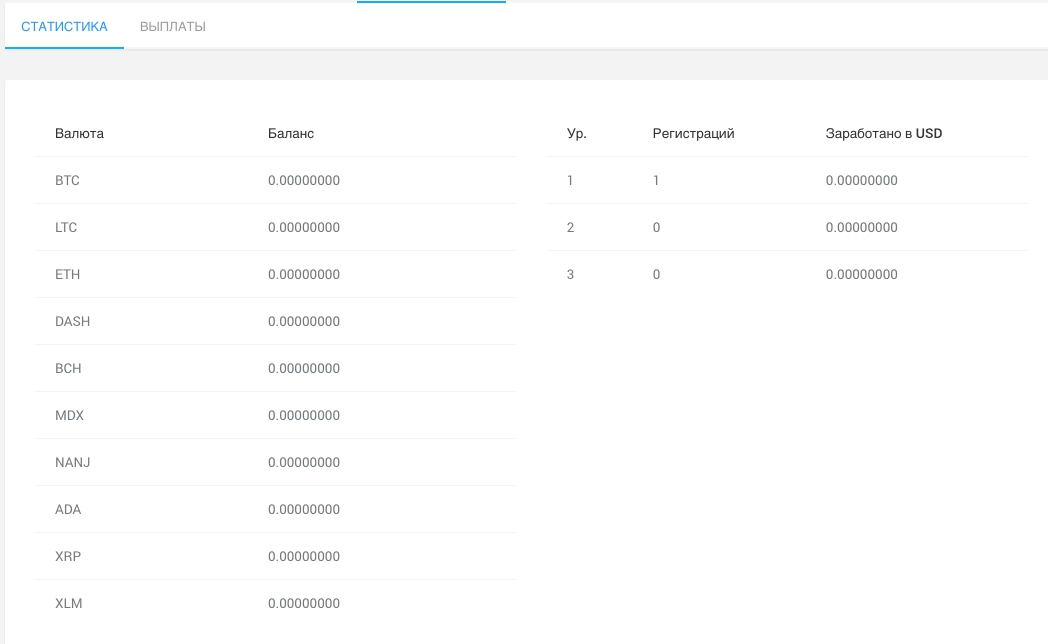 СТАТИСТИКА ВЫПЛАТЫ
Валюта Баланс Ур. Регистраций Заработано в USD
BTC 0.00000000 1 1 0.00000000
LTC 0.00000000 2 0 0.00000000
ETH 0.00000000 3 0 0.00000000
DASH 0.00000000
BCH 0.00000000
MDX 0.00000000
NANJ 0.00000000
ADA 0.00000000
XRP 0.00000000
XLM 0.00000000